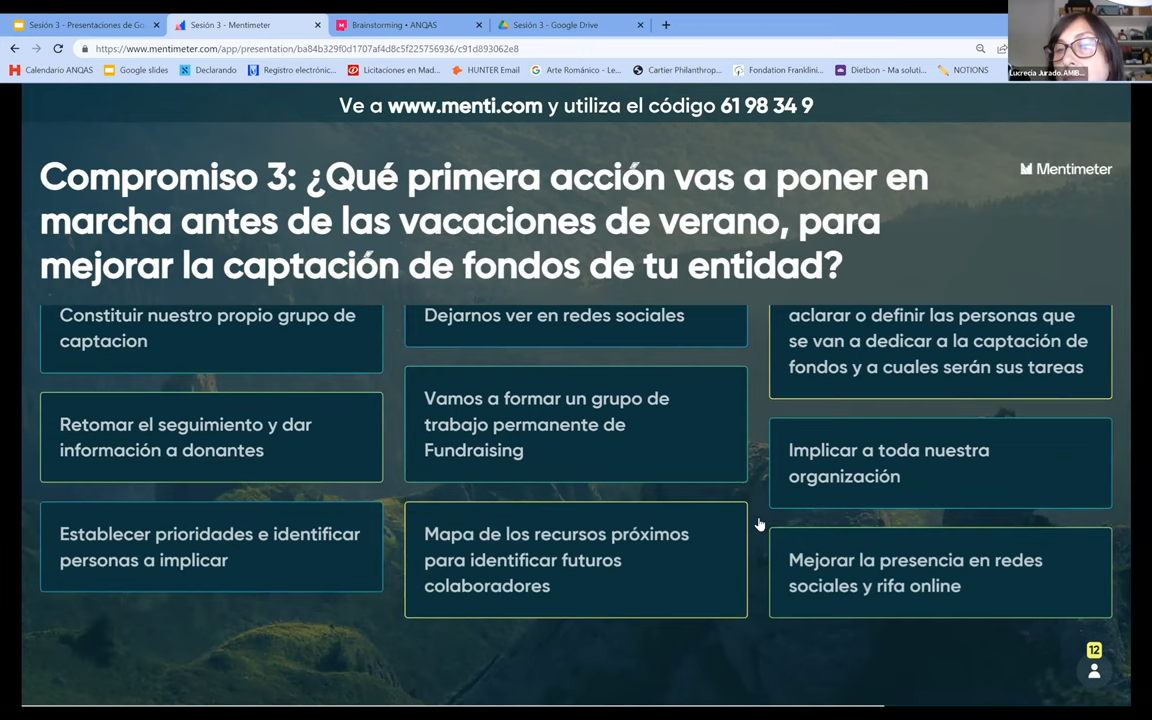 Sesión 3 - Presentaciones de Go
Sesión 3 - Mentimeter
Brainstorming • ANQAS
Sesión 3 - Google Drive
https://www.mentimeter.com/app/presentation/ba84b329f0d1707af4d8c5f225756936/c91d893062e8
Calendario ANQAS
Google slides
Declarando
Registro electrónic...
Licitaciones en Mad...
HUNTER Email
Arte Románico - Le...
Cartier Philanthrop...
Fondation Franklini...
Dietbon - Ma soluti...
NOTIONS
Lucrecia Jurado.AMIB...
Ve a www.menti.com y utiliza el código 61 98 34 9
Compromiso 3: ¿Qué primera acción vas a poner en
marcha antes de las vacaciones de verano, para
mejorar la captación de fondos de tu entidad?
Mentimeter
Constituir nuestro propio grupo de
captacion
Retomar el seguimiento y dar
información a donantes
Establecer prioridades e identificar
personas a implicar
Dejarnos ver en redes sociales
Vamos a formar un grupo de
trabajo permanente de
Fundraising
Mapa de los recursos próximos
para identificar futuros
colaboradores
aclarar o definir las personas que
se van a dedicar a la captación de
fondos y a cuales serán sus tareas
Implicar a toda nuestra
organización
Mejorar la presencia en redes
sociales y rifa online
12